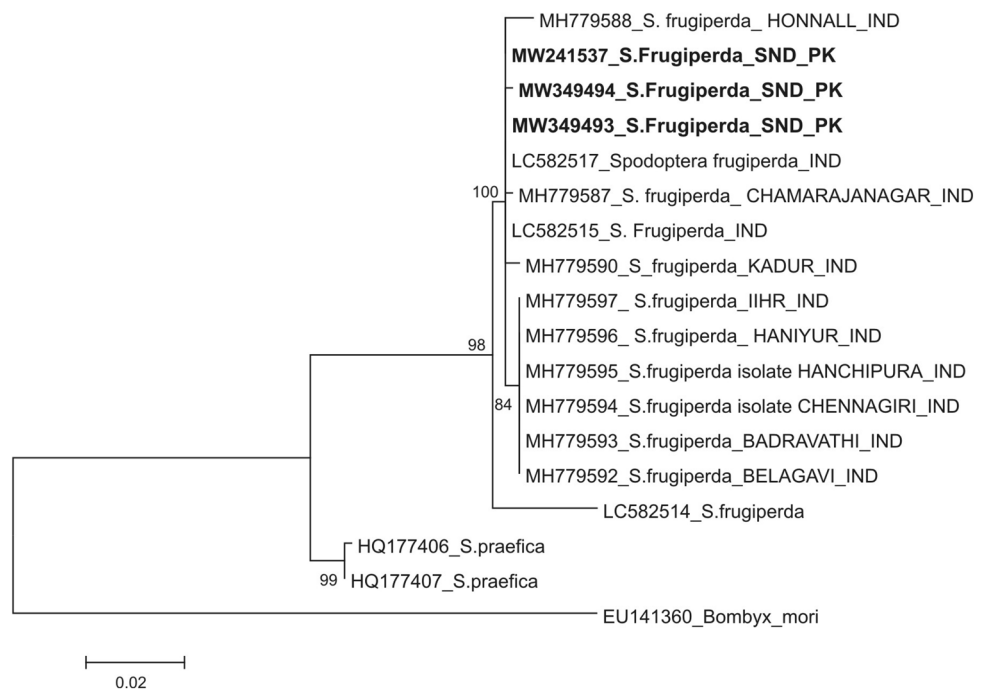 MH779588_S. frugiperda_ HONNALL_IND
MW241537_S.Frugiperda_SND_PK
MW349494_S.Frugiperda_SND_PK
MW349493_S.Frugiperda_SND_PK
LC582517_Spodoptera frugiperda_IND
100
MH779587_S. frugiperda_ CHAMARAJANAGAR_IND
LC582515_S. Frugiperda_IND
MH779590_S_frugiperda_KADUR_IND
MH779597_ S.frugiperda_IIHR_IND
MH779596_ S.frugiperda_ HANIYUR_IND
98
MH779595_S.frugiperda isolate HANCHIPURA_IND
84
MH779594_S.frugiperda isolate CHENNAGIRI_IND
MH779593_S.frugiperda_BADRAVATHI_IND
MH779592_S.frugiperda_BELAGAVI_IND
LC582514_S.frugiperda
HQ177406_S.praefica
99
HQ177407_S.praefica
EU141360_Bombyx_mori
0.02